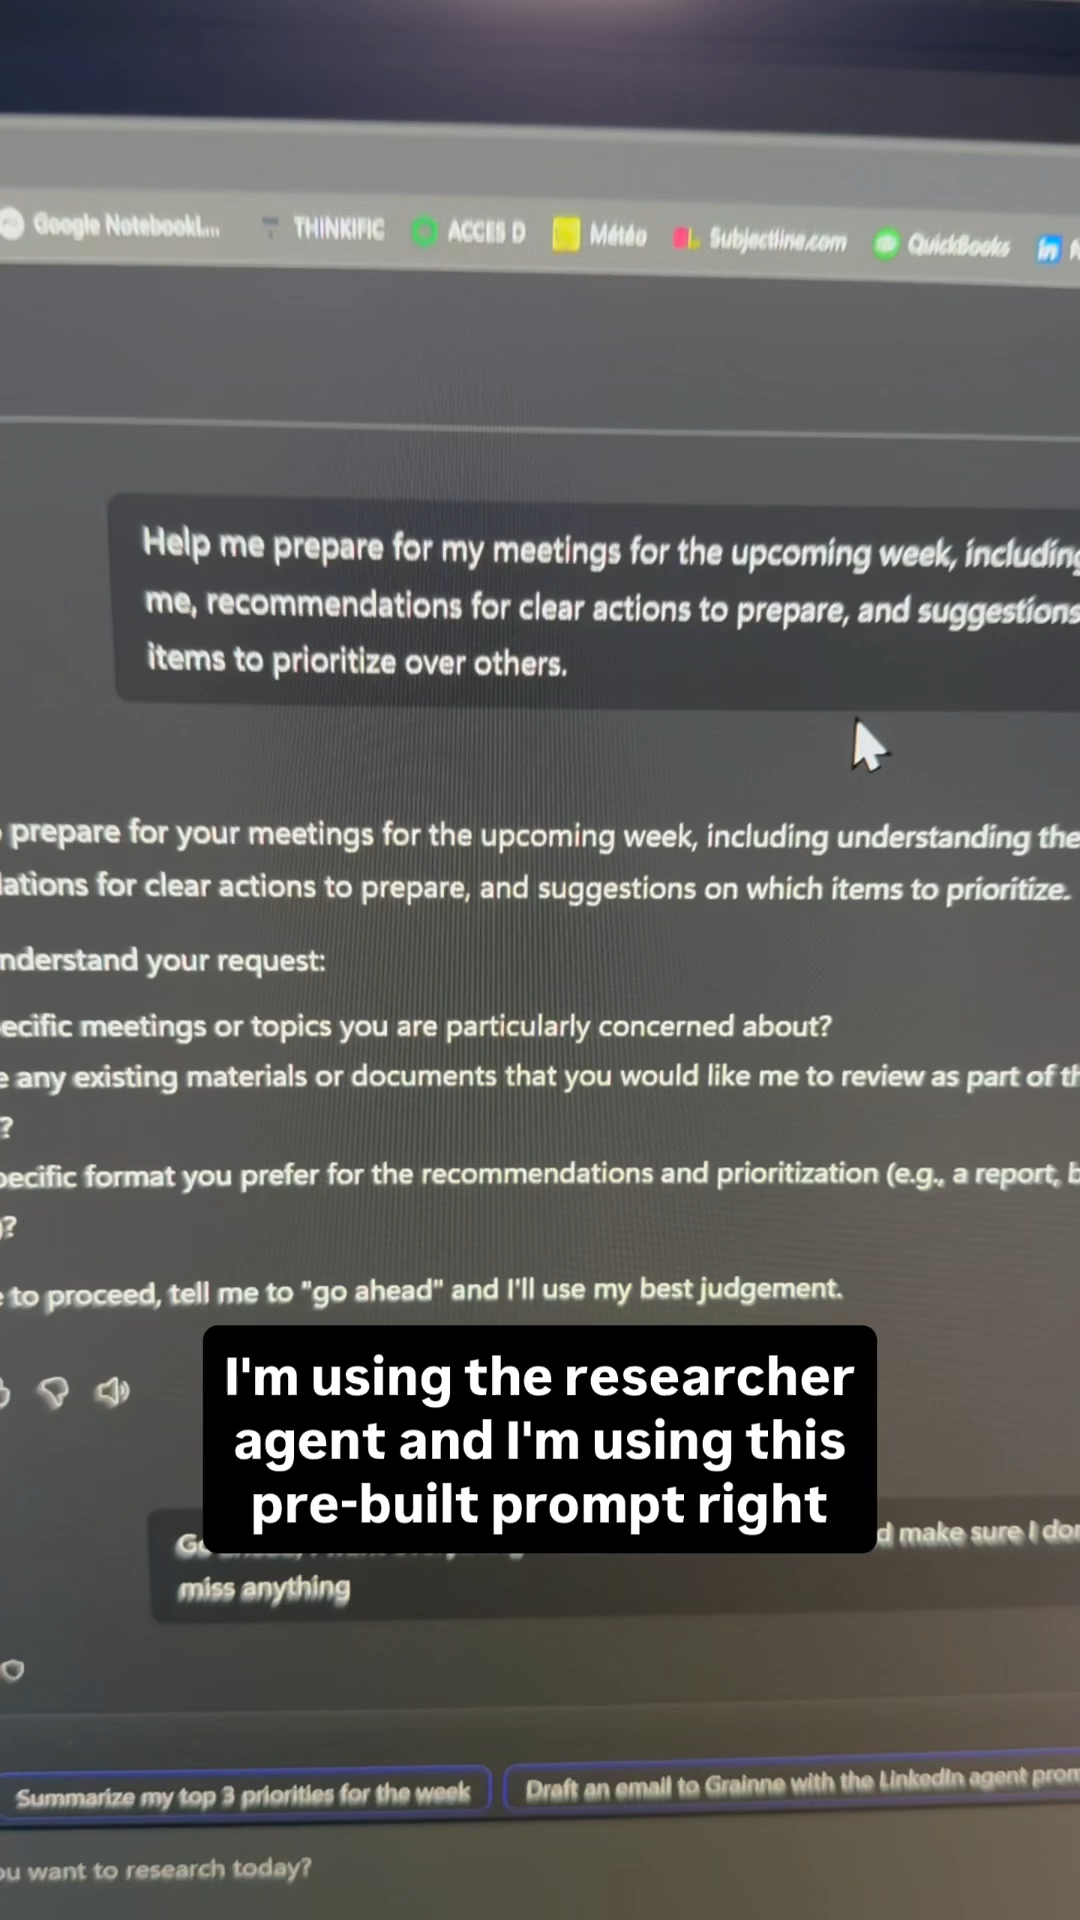 Google NotebookL...
THINKIFIC
ACCES D
Météo
Subjectline.com
QuickBooks
in
Help me prepare for my meetings for the upcoming week, including
me, recommendations for clear actions to prepare, and suggestions
items to prioritize over others.
prepare for your meetings for the upcoming week, including understanding the
lations for clear actions to prepare, and suggestions on which items to prioritize.
nderstand your request:
ecific meetings or topics you are particularly concerned about?
e any existing materials or documents that you would like me to review as part of th
?
pecific format you prefer for the recommendations and prioritization (e.g., a report, b
)?
e to proceed, tell me to "go ahead" and I'll use my best judgement.
I'm using the researcher
agent and I'm using this
pre-built prompt right
d make sure I don
miss anything
Summarize my top 3 priorities for the week
Draft an email to Grainne with the LinkedIn agent prom
ou want to research today?